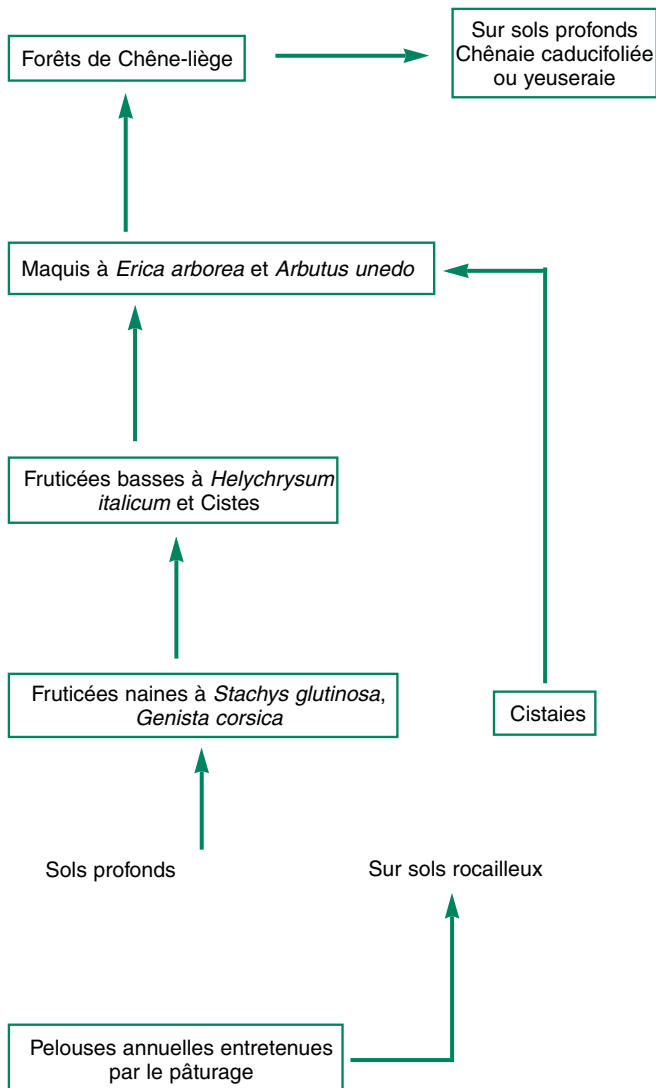 Forêts de Chêne-liège
Sur sols profonds
Chênaie caducifoliée
ou yeuseraie
Maquis à Erica arborea et Arbutus unedo
Fruticées basses à Helychrysum
italicum et Cistes
Fruticées naines à Stachys glutinosa,
Genista corsica
Cistaies
Sols profonds
Sur sols rocailleux
Pelouses annuelles entretenues
par le pâturage